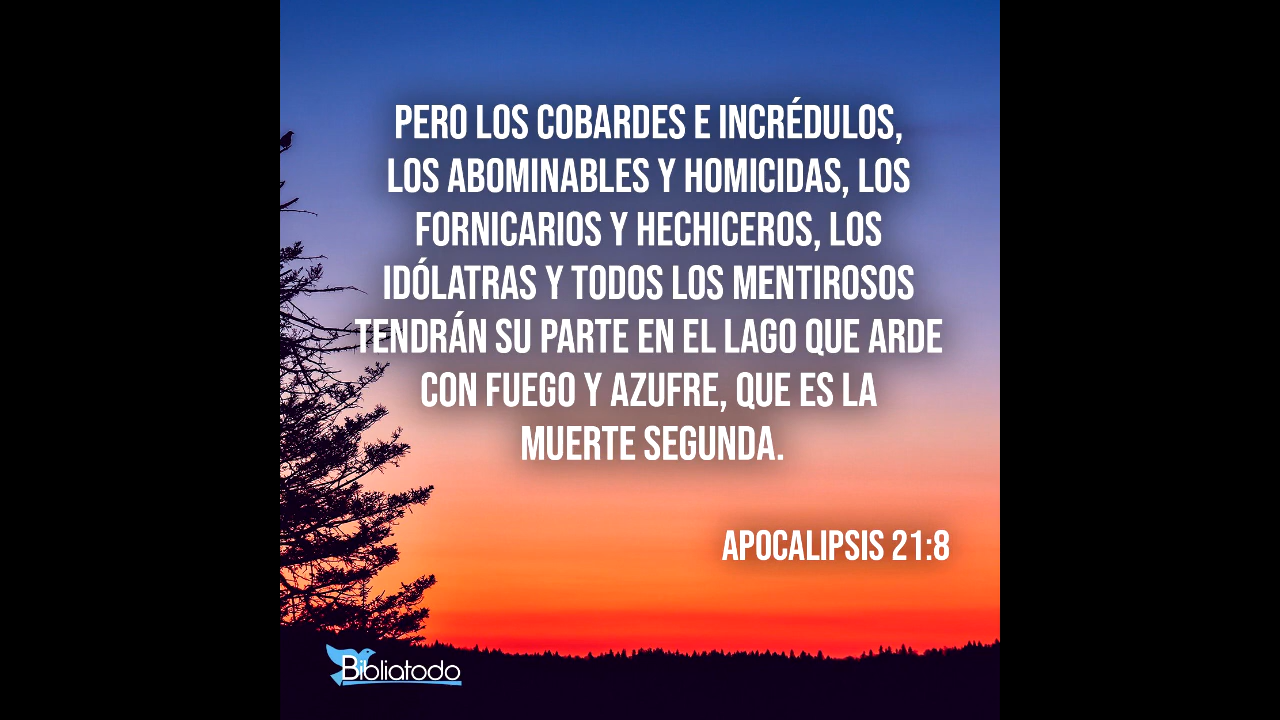 PERO LOS COBARDES E INCRÉDULOS,
LOS ABOMINABLES Y HOMICIDAS, LOS
FORNICARIOS Y HECHICEROS, LOS
IDÓLATRAS Y TODOS LOS MENTIROSOS
TENDRÁN SU PARTE EN EL LAGO QUE ARDE
CON FUEGO Y AZUFRE, QUE ES LA
MUERTE SEGUNDA.
APOCALIPSIS 21:8
Bibliatodo